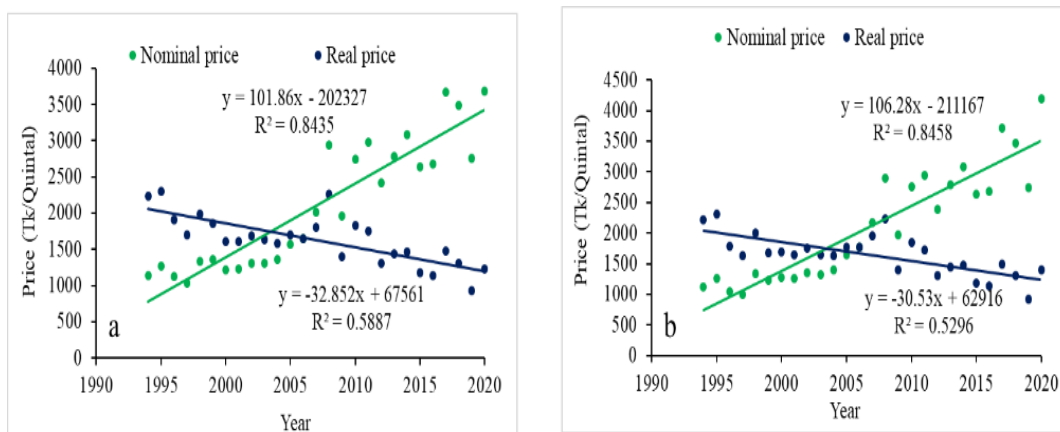 Nominal price Real price
4000
3500
3000
2500
2000
1500
1000
500
0
Price (Tk/Quintal)
y = 101.86x - 202327
R² = 0.8435
y = -32.852x + 67561
R² = 0.5887
a
1990 1995 2000 2005 2010 2015 2020
Year
Nominal price Real price
4500
4000
3500
3000
2500
2000
1500
1000
500
0
Price (Tk/Quintal)
y = 106.28x - 211167
R² = 0.8458
y = -30.53x + 62916
R² = 0.5296
b
1990 1995 2000 2005 2010 2015 2020
Year